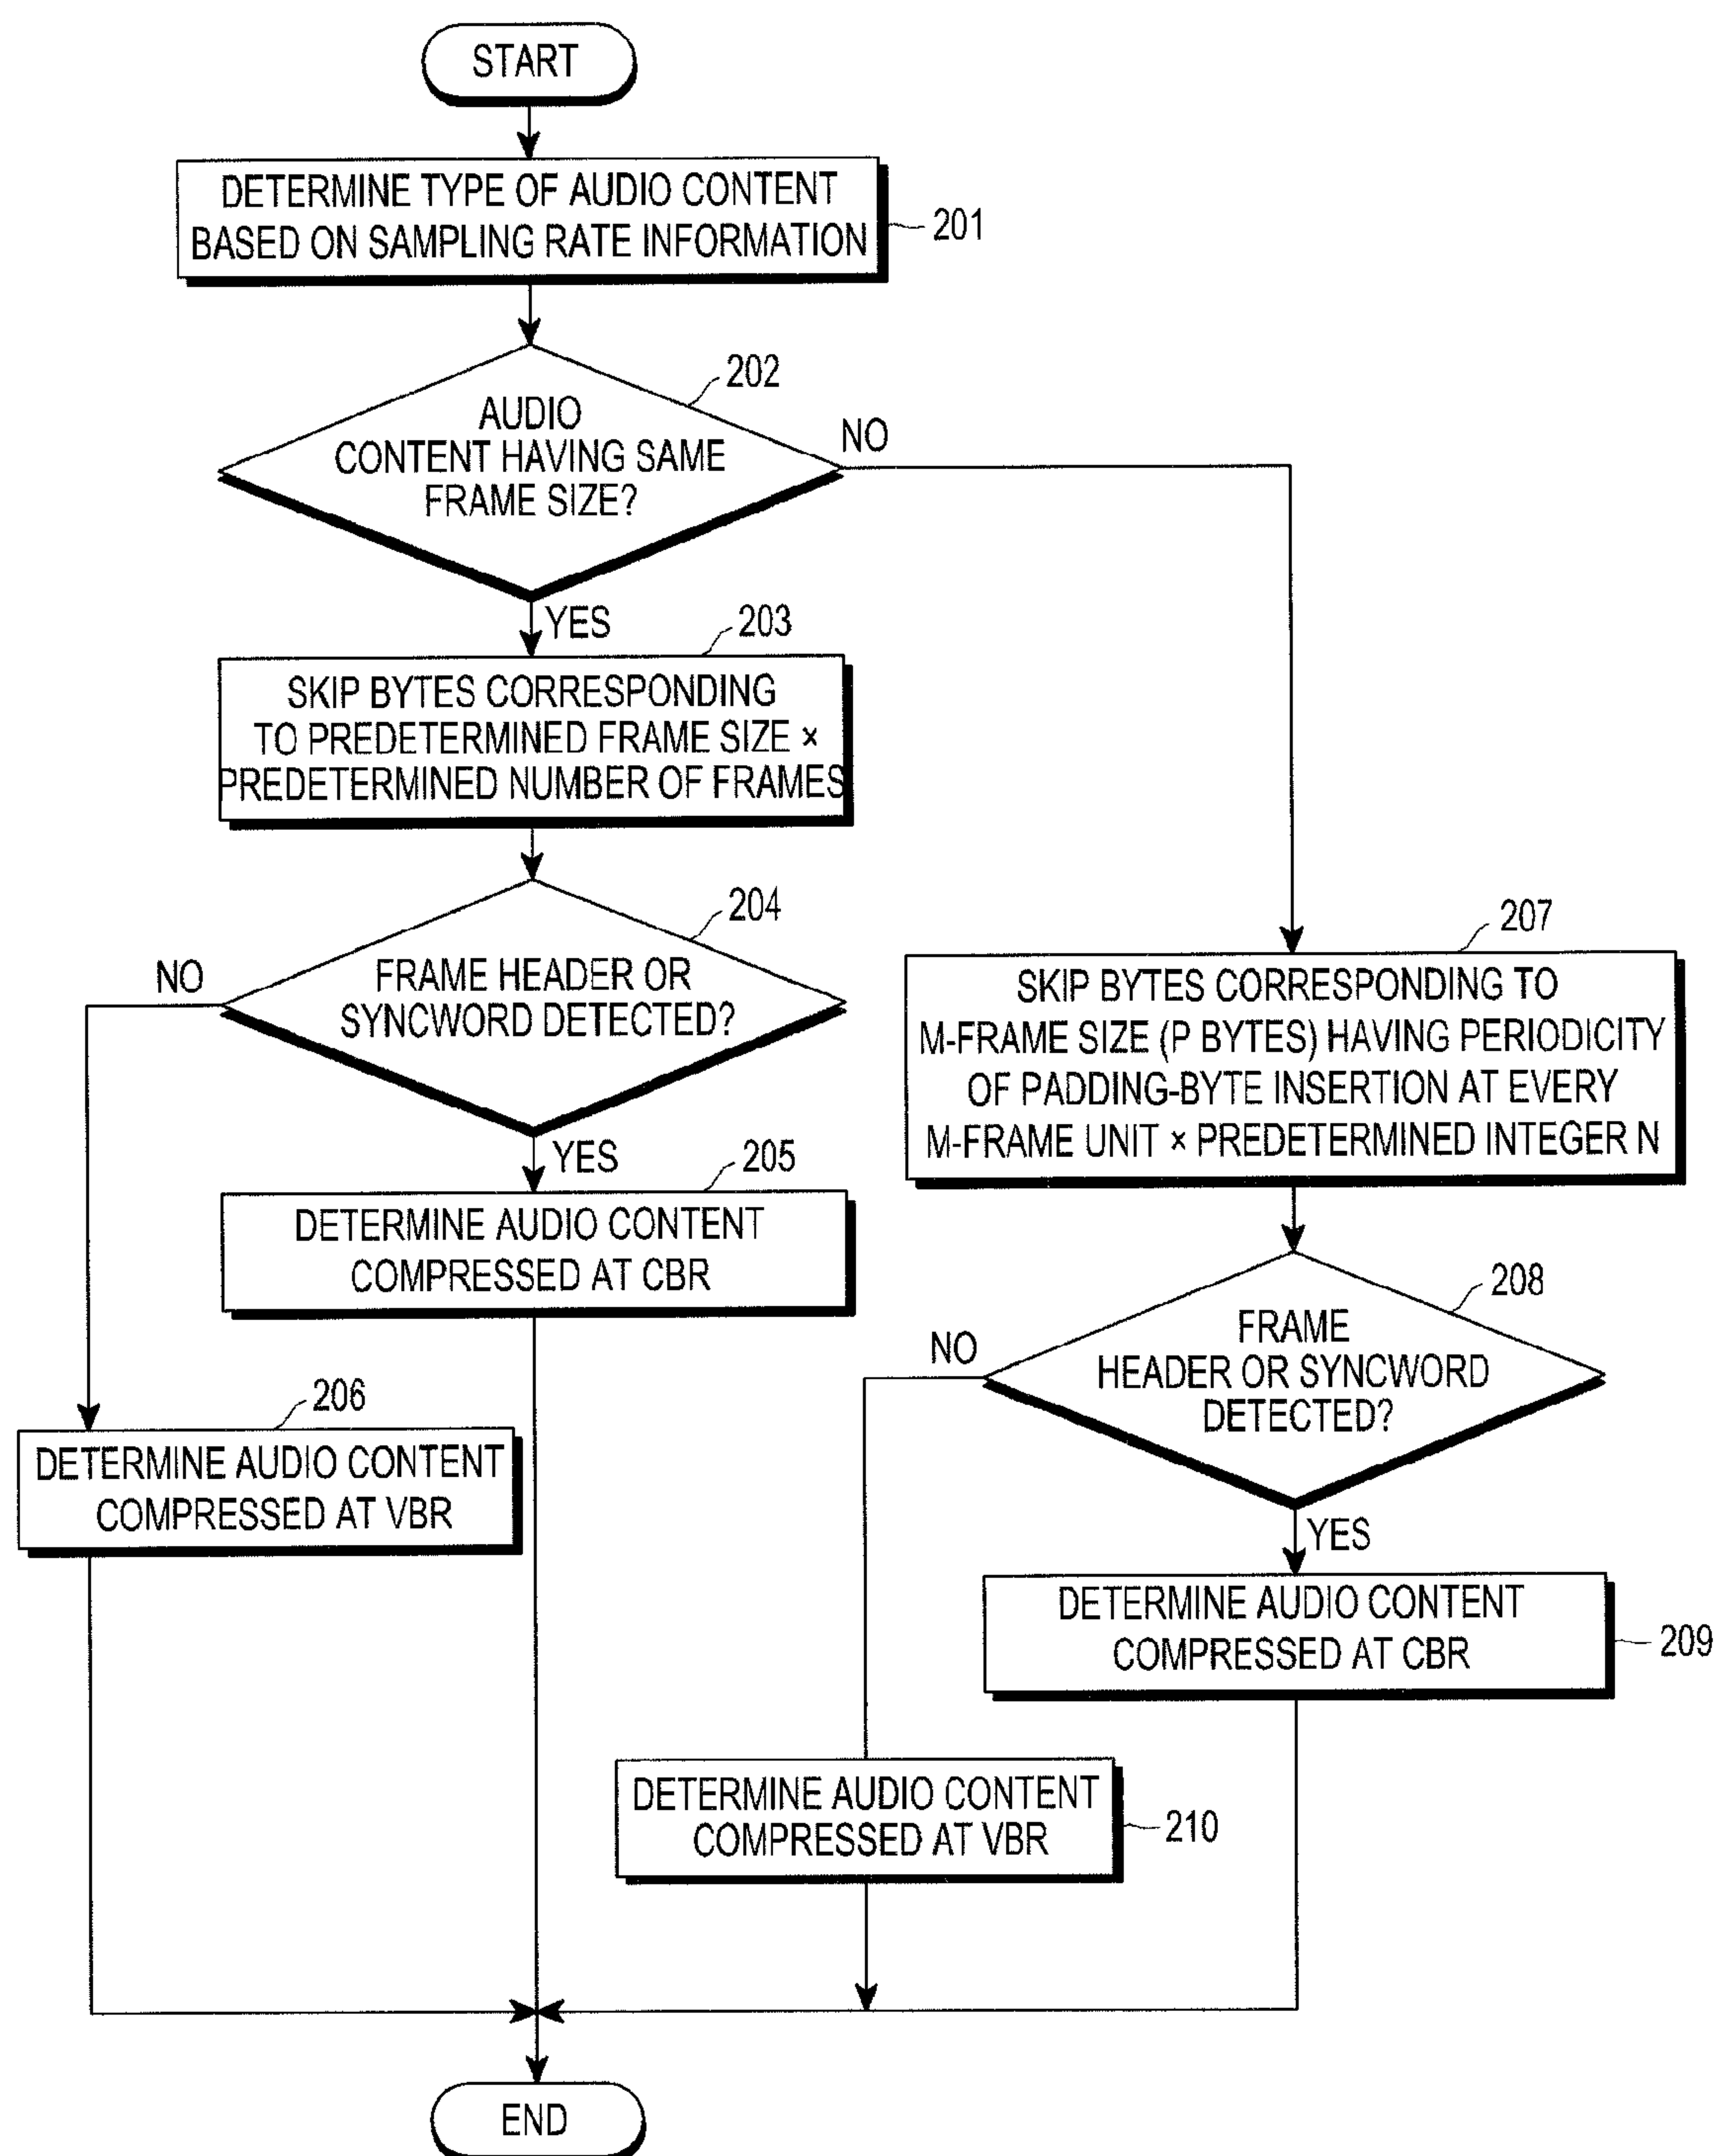 START
DETERMINE TYPE OF AUDIO CONTENT
BASED ON SAMPLING RATE INFORMATION
201
202
AUDIO
CONTENT HAVING SAME
FRAME SIZE?
NO
YES
203
SKIP BYTES CORRESPONDING
TO PREDETERMINED FRAME SIZE ×
PREDETERMINED NUMBER OF FRAMES
204
NO
FRAME HEADER OR
SYNCWORD DETECTED?
YES
205
DETERMINE AUDIO CONTENT
COMPRESSED AT CBR
206
DETERMINE AUDIO CONTENT
COMPRESSED AT VBR
207
SKIP BYTES CORRESPONDING TO
M-FRAME SIZE (P BYTES) HAVING PERIODICITY
OF PADDING-BYTE INSERTION AT EVERY
M-FRAME UNIT × PREDETERMINED INTEGER N
208
NO
FRAME
HEADER OR SYNCWORD
DETECTED?
YES
DETERMINE AUDIO CONTENT
COMPRESSED AT CBR
209
DETERMINE AUDIO CONTENT
COMPRESSED AT VBR
210
END